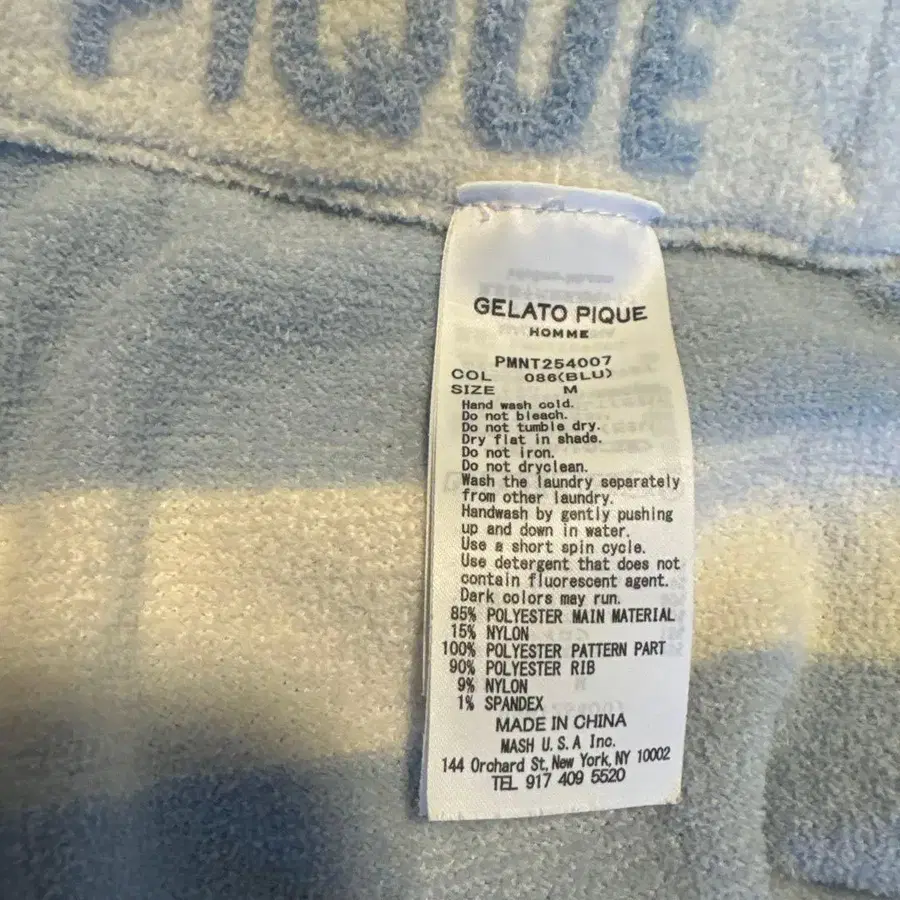 PIQUE
GELATO PIQUE
HOMME
PMNT254007
COL 086(BLU)
SIZE M
Hand wash cold.
Do not bleach.
Do not tumble dry.
Dry flat in shade.
Do not iron.
Do not dryclean.
Wash the laundry separately
from other laundry.
Handwash by gently pushing
up and down in water.
Use a short spin cycle.
Use detergent that does not
contain fluorescent agent.
Dark colors may run.
85% POLYESTER MAIN MATERIAL
15% NYLON
100% POLYESTER PATTERN PART
90% POLYESTER RIB
9% NYLON
1% SPANDEX
MADE IN CHINA
MASH U.S.A Inc.
144 Orchard St, New York, NY 10002
TEL 917 409 5520